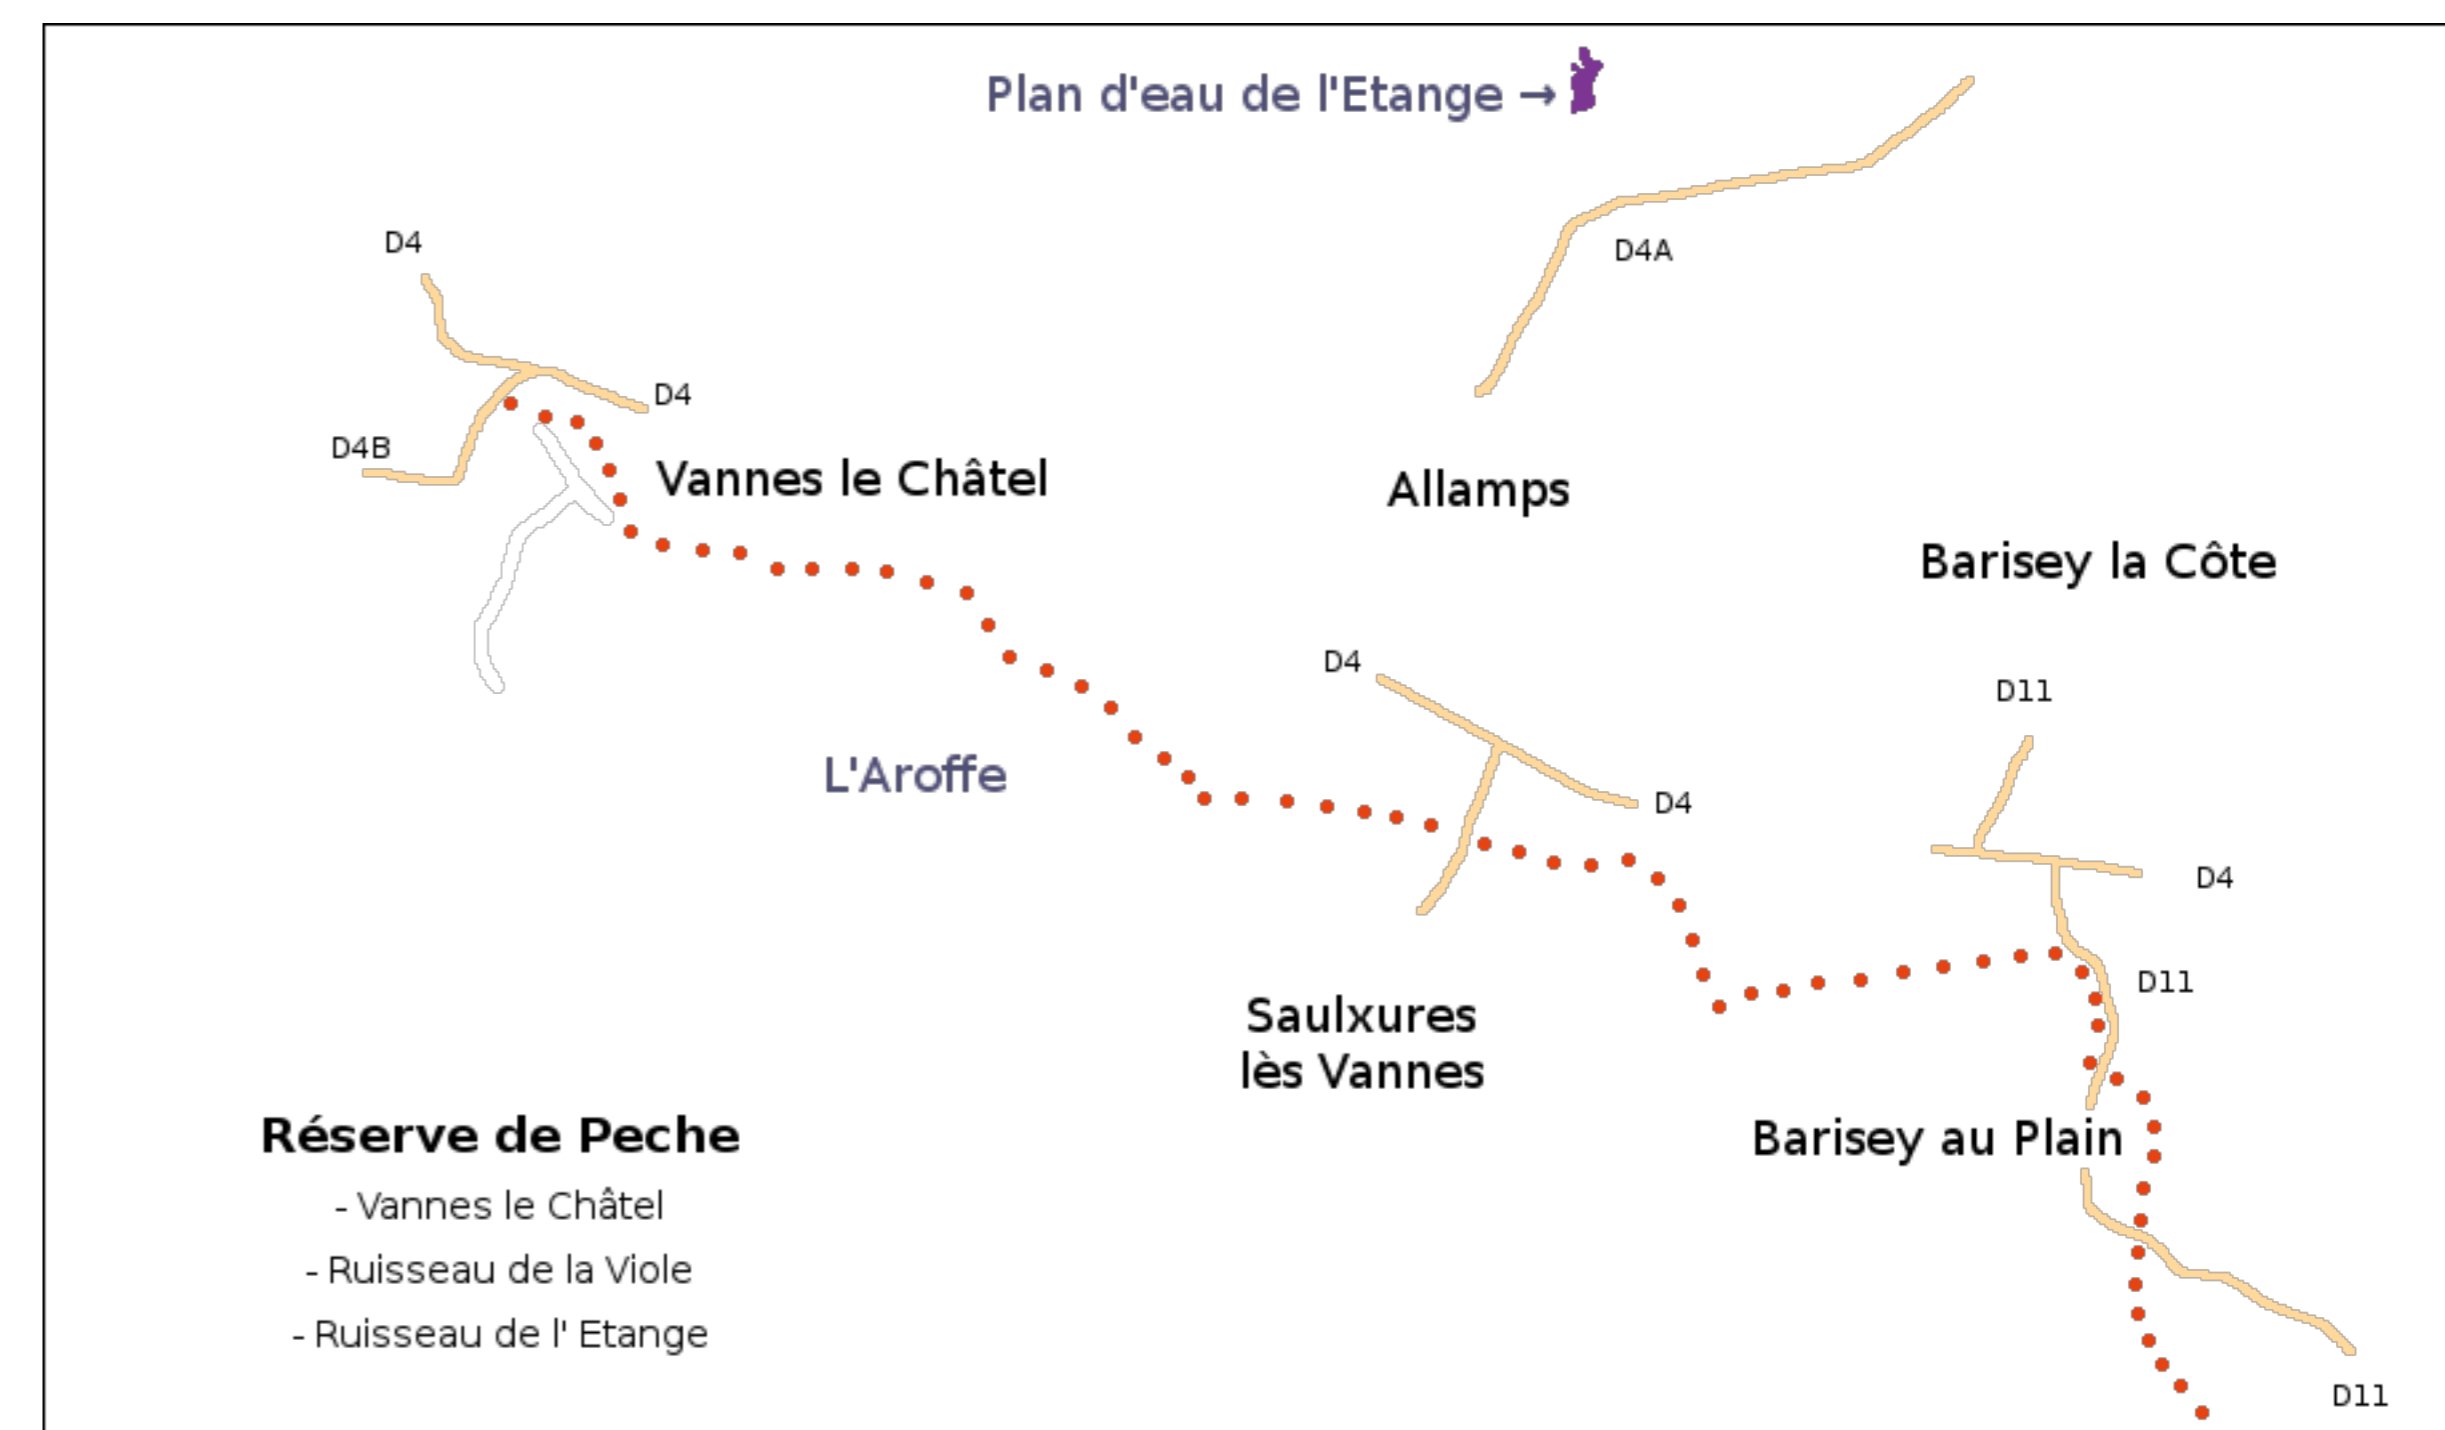 Plan d'eau de l'Etange →
D4
D4A
D4
D4B
Vannes le Châtel
Allamps
Barisey la Côte
D4
D11
L'Aroffe
D4
D4
D11
Saulxures
lès Vannes
Réserve de Peche
Barisey au Plain
- Vannes le Châtel
- Ruisseau de la Viole
- Ruisseau de l' Etange
D11